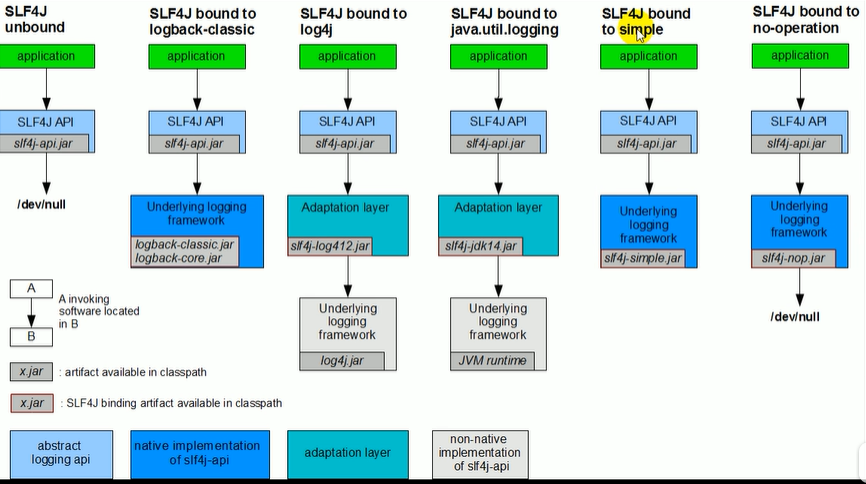 SLF4J
unbound
SLF4J bound to
logback-classic
SLF4J bound to
log4j
SLF4J bound to
java.util.logging
SLF4J bound
to simple
SLF4J bound to
no-operation
application
application
application
application
application
application
SLF4J API
slf4j-api.jar
SLF4J API
slf4j-api.jar
SLF4J API
slf4j-api.jar
SLF4J API
slf4j-api.jar
SLF4J API
slf4j-api.jar
SLF4J API
slf4j-api.jar
/dev/null
Underlying logging
framework
logback-classic.jar
logback-core.jar
Adaptation layer
slf4j-log412.jar
Adaptation layer
slf4j-jdk14.jar
Underlying
logging
framework
slf4j-simple.jar
Underlying
logging
framework
slf4j-nop.jar
Underlying
logging
framework
log4j.jar
Underlying
logging
framework
JVM runtime
/dev/null
A
B
A invoking
software located
in B
x.jar
: artifact available in classpath
x.jar
: SLF4J binding artifact available in classpath
abstract
logging api
native implementation
of slf4j-api
adaptation layer
non-native
implementation
of slf4j-api